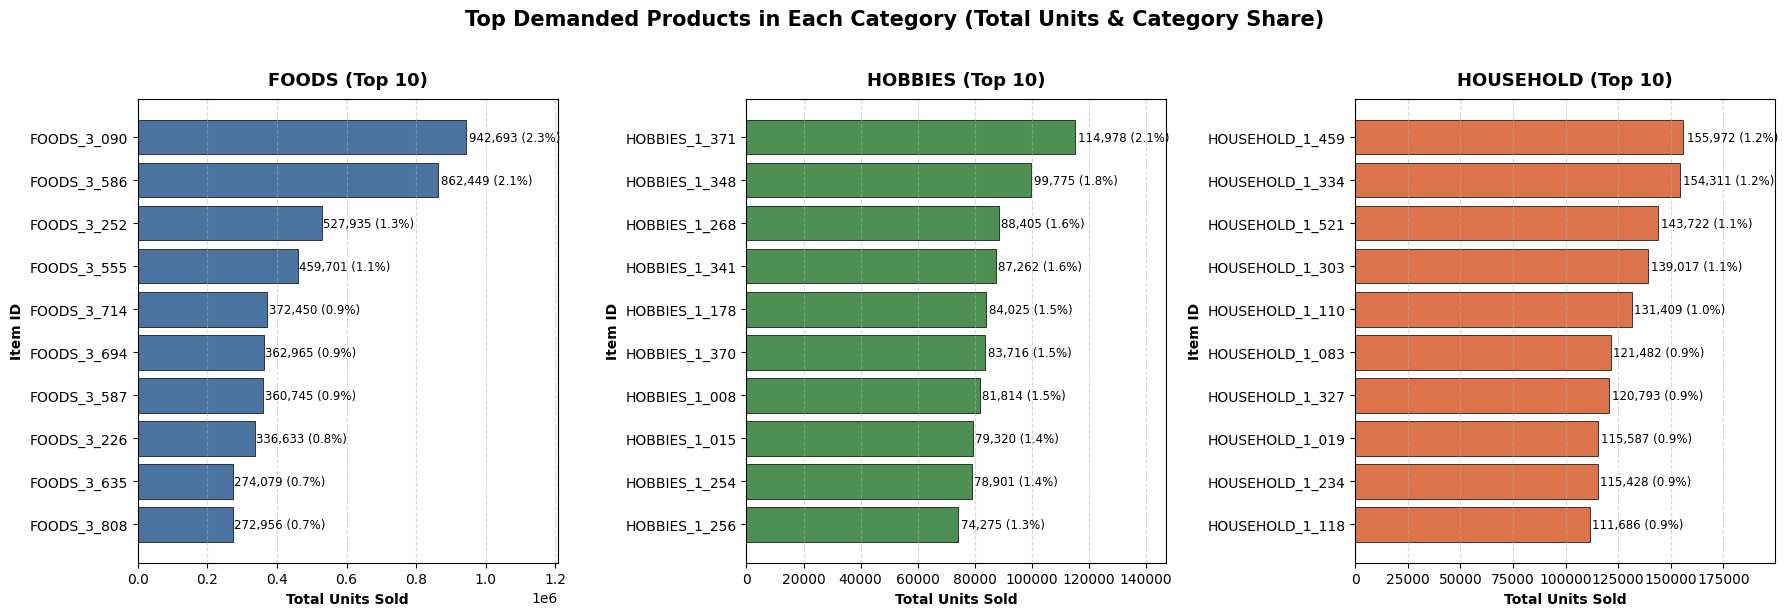 Top Demanded Products in Each Category (Total Units & Category Share)
FOODS (Top 10)
Item ID
FOODS_3_090 942,693 (2.3%)
FOODS_3_586 862,449 (2.1%)
FOODS_3_252 527,935 (1.3%)
FOODS_3_555 459,701 (1.1%)
FOODS_3_714 372,450 (0.9%)
FOODS_3_694 362,965 (0.9%)
FOODS_3_587 360,745 (0.9%)
FOODS_3_226 336,633 (0.8%)
FOODS_3_635 274,079 (0.7%)
FOODS_3_808 272,956 (0.7%)
0.0 0.2 0.4 0.6 0.8 1.0 1.2
1e6
Total Units Sold
HOBBIES (Top 10)
Item ID
HOBBIES_1_371 114,978 (2.1%)
HOBBIES_1_348 99,775 (1.8%)
HOBBIES_1_268 88,405 (1.6%)
HOBBIES_1_341 87,262 (1.6%)
HOBBIES_1_178 84,025 (1.5%)
HOBBIES_1_370 83,716 (1.5%)
HOBBIES_1_008 81,814 (1.5%)
HOBBIES_1_015 79,320 (1.4%)
HOBBIES_1_254 78,901 (1.4%)
HOBBIES_1_256 74,275 (1.3%)
0 20000 40000 60000 80000 100000 120000 140000
Total Units Sold
HOUSEHOLD (Top 10)
Item ID
HOUSEHOLD_1_459 155,972 (1.2%)
HOUSEHOLD_1_334 154,311 (1.2%)
HOUSEHOLD_1_521 143,722 (1.1%)
HOUSEHOLD_1_303 139,017 (1.1%)
HOUSEHOLD_1_110 131,409 (1.0%)
HOUSEHOLD_1_083 121,482 (0.9%)
HOUSEHOLD_1_327 120,793 (0.9%)
HOUSEHOLD_1_019 115,587 (0.9%)
HOUSEHOLD_1_234 115,428 (0.9%)
HOUSEHOLD_1_118 111,686 (0.9%)
0 25000 50000 75000 100000 125000 150000 175000
Total Units Sold